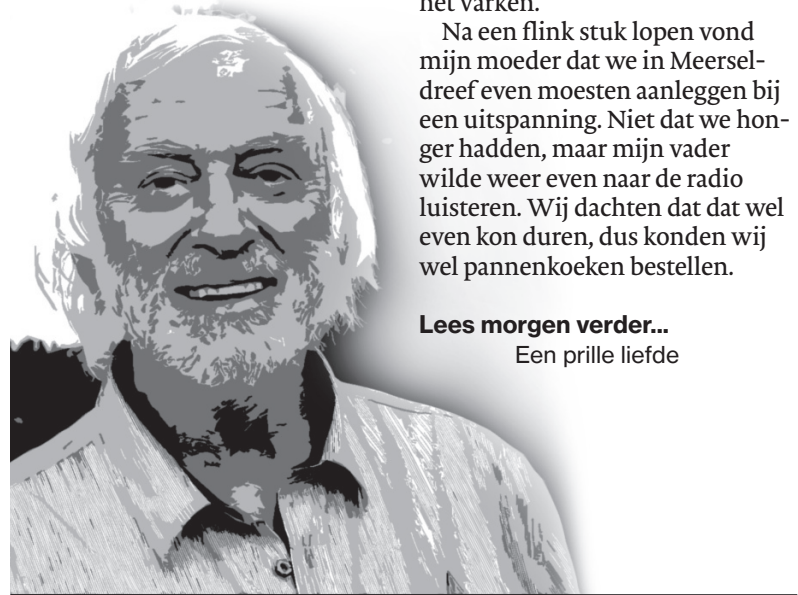 het varken.
Na een flink stuk lopen vond
mijn moeder dat we in Meersel-
dreef even moesten aanleggen bij
een uitspanning. Niet dat we hon-
ger hadden, maar mijn vader
wilde weer even naar de radio
luisteren. Wij dachten dat dat wel
even kon duren, dus konden wij
wel pannenkoeken bestellen.
Lees morgen verder...
Een prille liefde